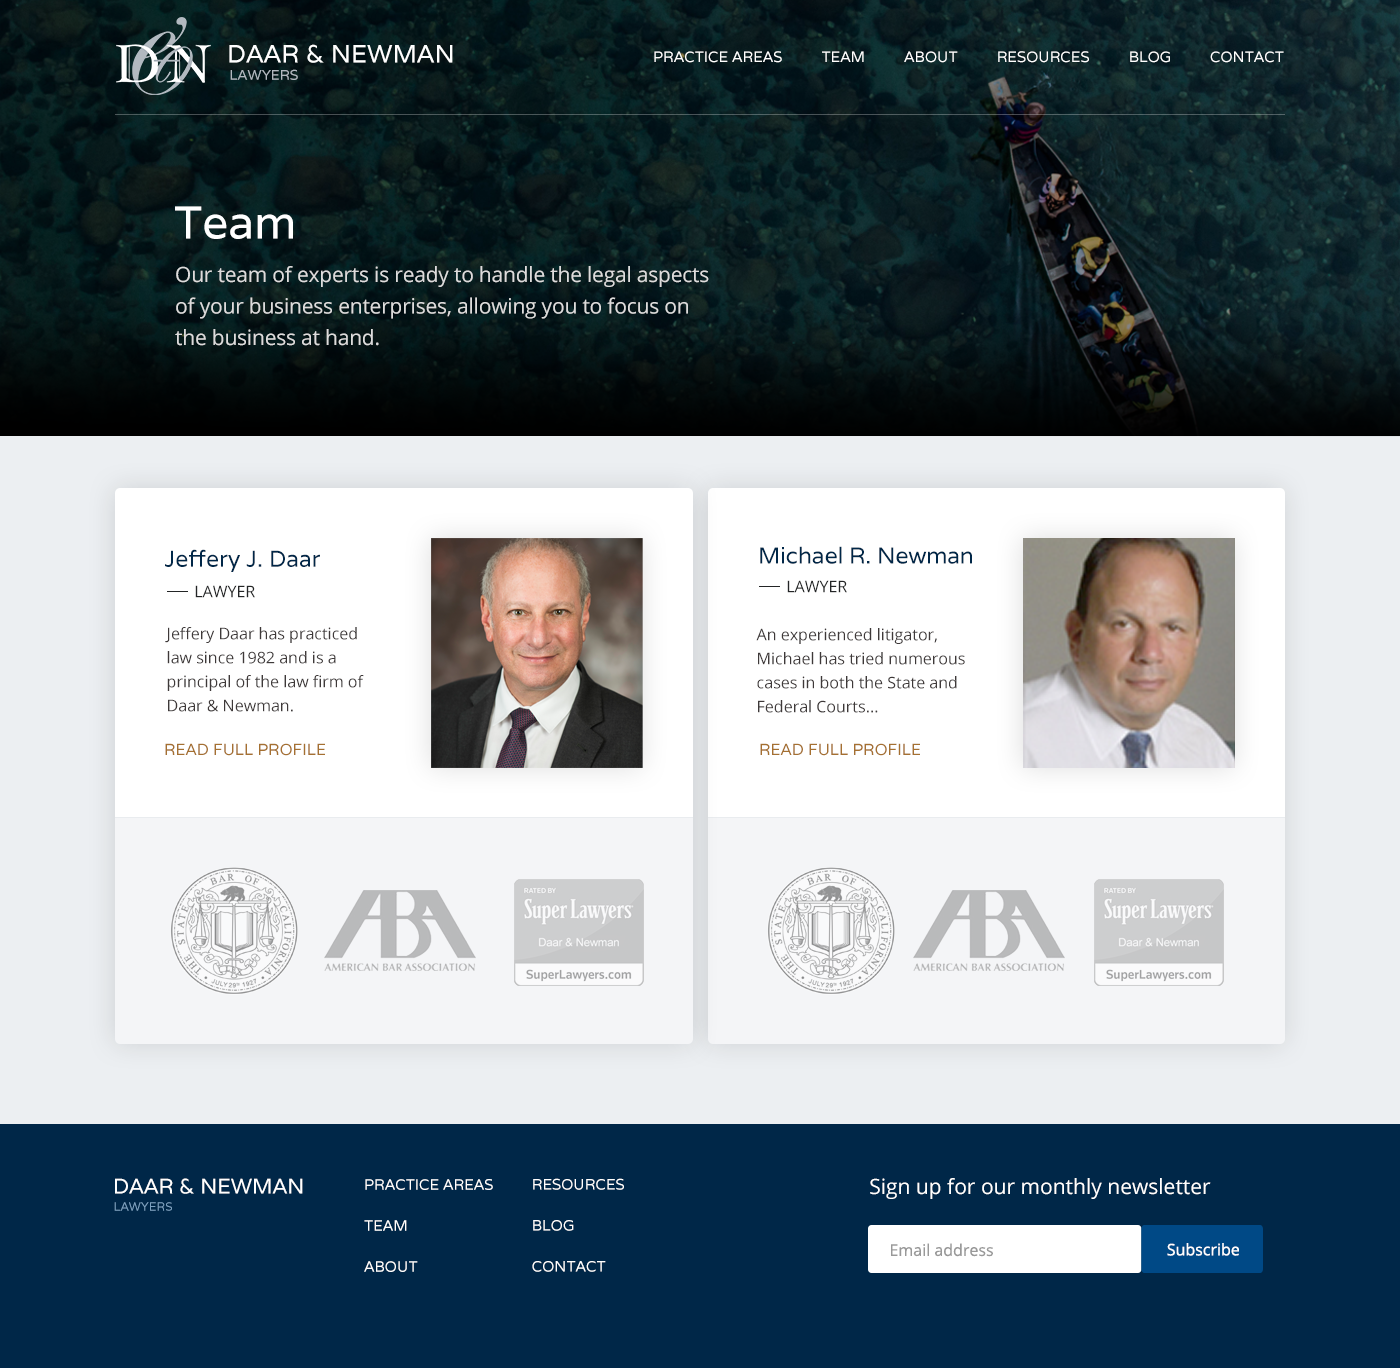 D&N
DAAR & NEWMAN
LAWYERS
PRACTICE AREAS
TEAM
ABOUT
RESOURCES
BLOG
CONTACT
Team
Our team of experts is ready to handle the legal aspects
of your business enterprises, allowing you to focus on
the business at hand.
Jeffery J. Daar
— LAWYER
Jeffery Daar has practiced
law since 1982 and is a
principal of the law firm of
Daar & Newman.
READ FULL PROFILE
Michael R. Newman
— LAWYER
An experienced litigator,
Michael has tried numerous
cases in both the State and
Federal Courts...
READ FULL PROFILE
THE STATE BAR OF CALIFORNIA
JULY 29th 1927
ABA
AMERICAN BAR ASSOCIATION
RATED BY
Super Lawyers
Daar & Newman
SuperLawyers.com
THE STATE BAR OF CALIFORNIA
JULY 29th 1927
ABA
AMERICAN BAR ASSOCIATION
RATED BY
Super Lawyers
Daar & Newman
SuperLawyers.com
DAAR & NEWMAN
LAWYERS
PRACTICE AREAS
TEAM
ABOUT
RESOURCES
BLOG
CONTACT
Sign up for our monthly newsletter
Email address
Subscribe